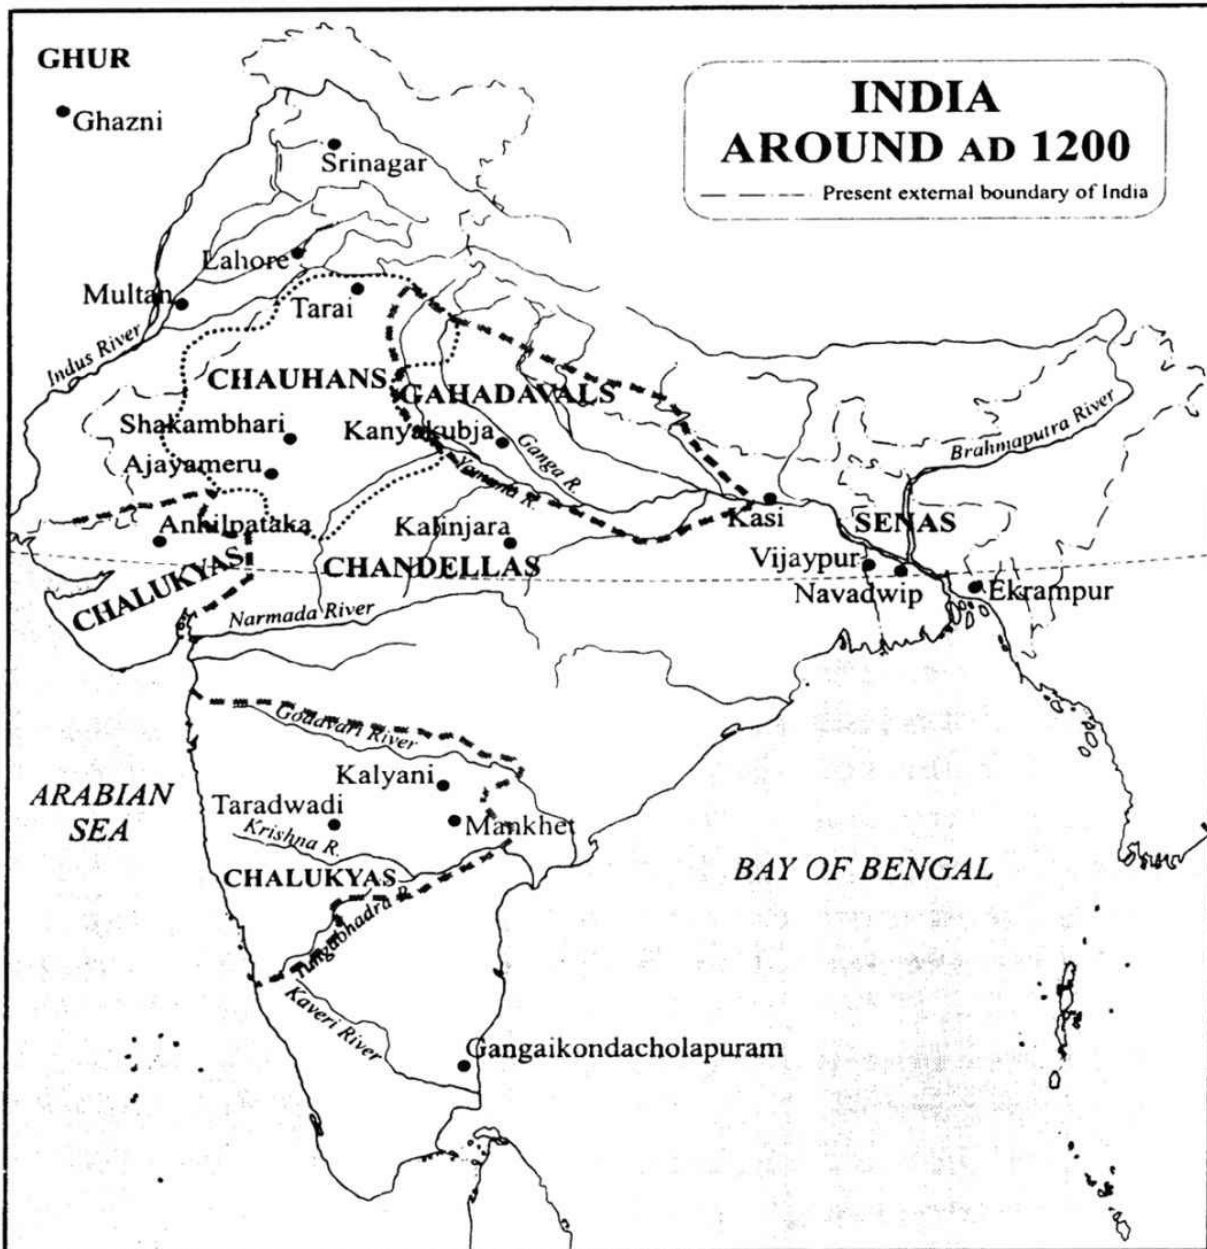 GHUR
Ghazni
INDIA
AROUND AD 1200
Present external boundary of India
Srinagar
Lahore
Multan
Tarai
Indus River
CHAUHANS
GAHADAVALS
Shakambhari
Kanyakubja
Ganga R.
Brahmaputra River
Ajayameru
Yamuna R.
Anhilpataka
Kalinjara
Kasi
SENAS
CHALUKYAS
CHANDELLAS
Vijaypur
Navadwip
Ekrampur
Narmada River
Godavari River
Kalyani
ARABIAN
SEA
Taradwadi
Mankhet
Krishna R.
BAY OF BENGAL
CHALUKYAS
Tungabhadra R.
Kaveri River
Gangaikondacholapuram